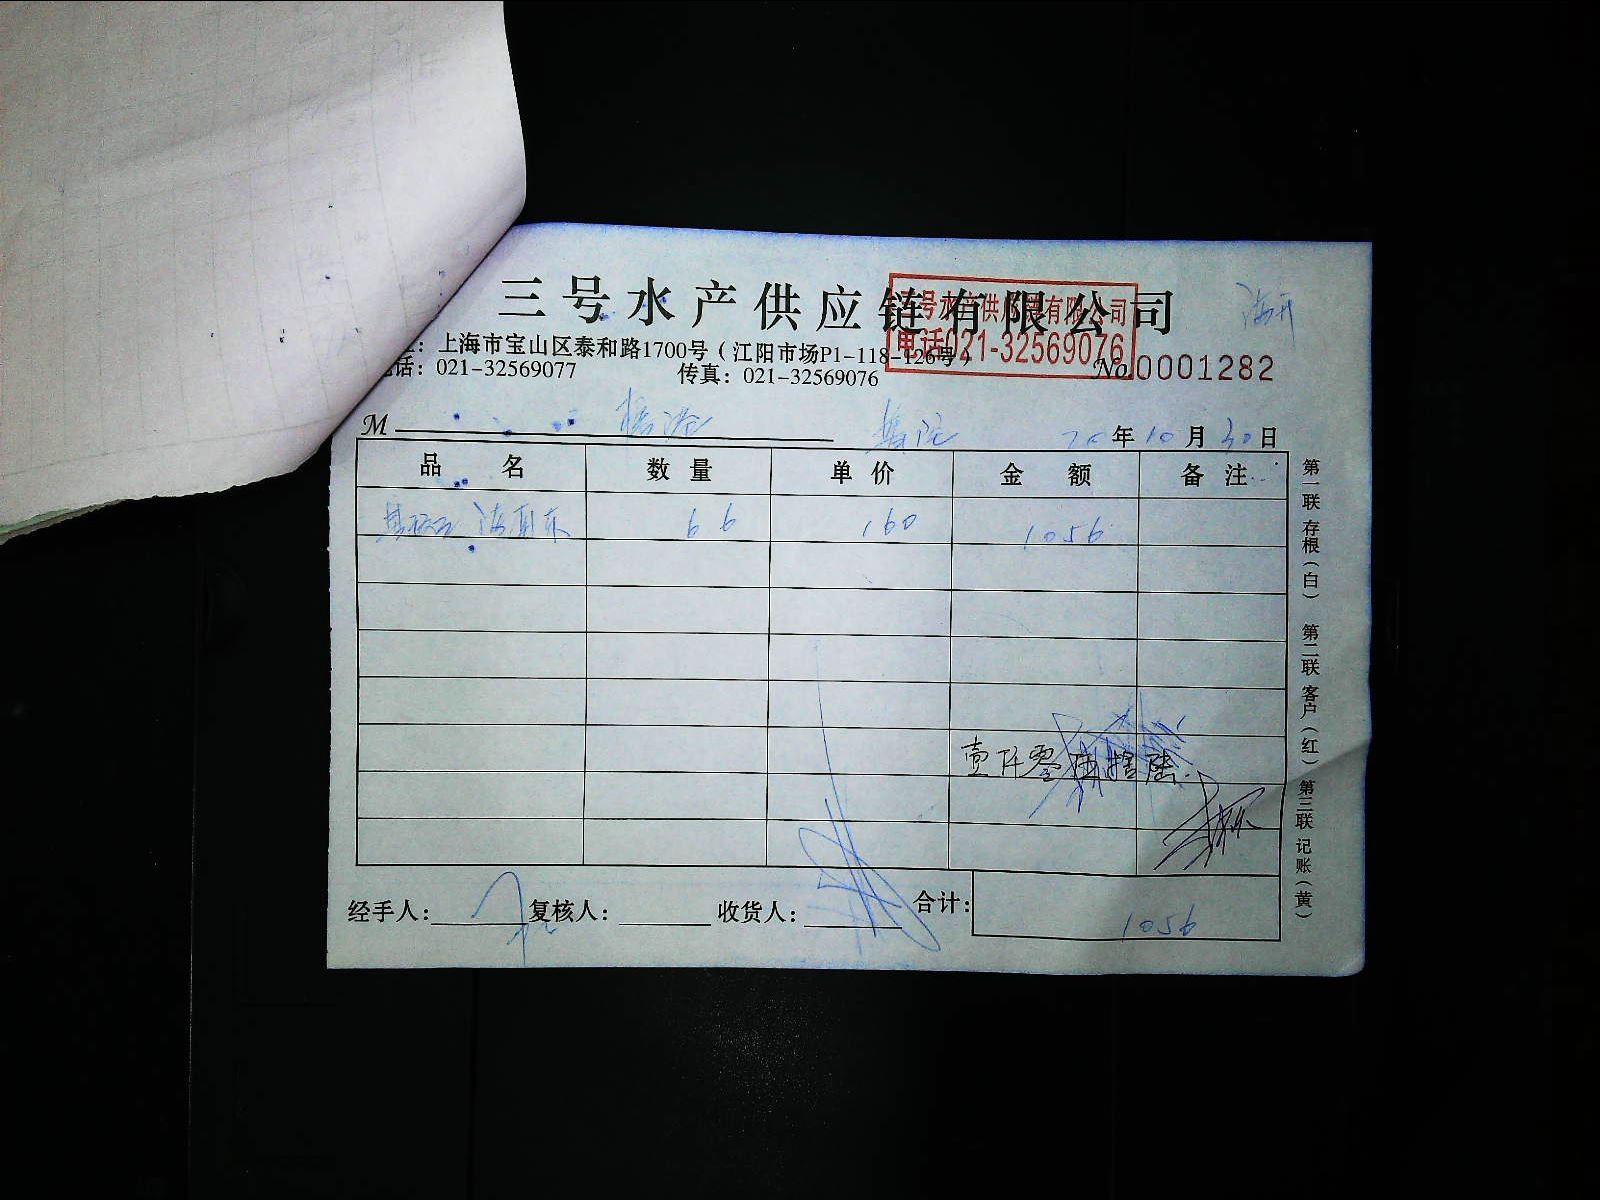 三号水产供应链有限公司
三号水产供应链有限公司
电话021-32569076
：上海市宝山区泰和路1700号（江阳市场P1-118-126号）
话：021-32569077 传真：021-32569076
No.0001282
M
年 10 月 30 日
品名 数量 单价 金额 备注
66 160 1056
壹仟零伍拾陆
经手人： 复核人： 收货人： 合计： 1056
第一联 存根（白） 第二联 客户（红） 第三联 记账（黄）